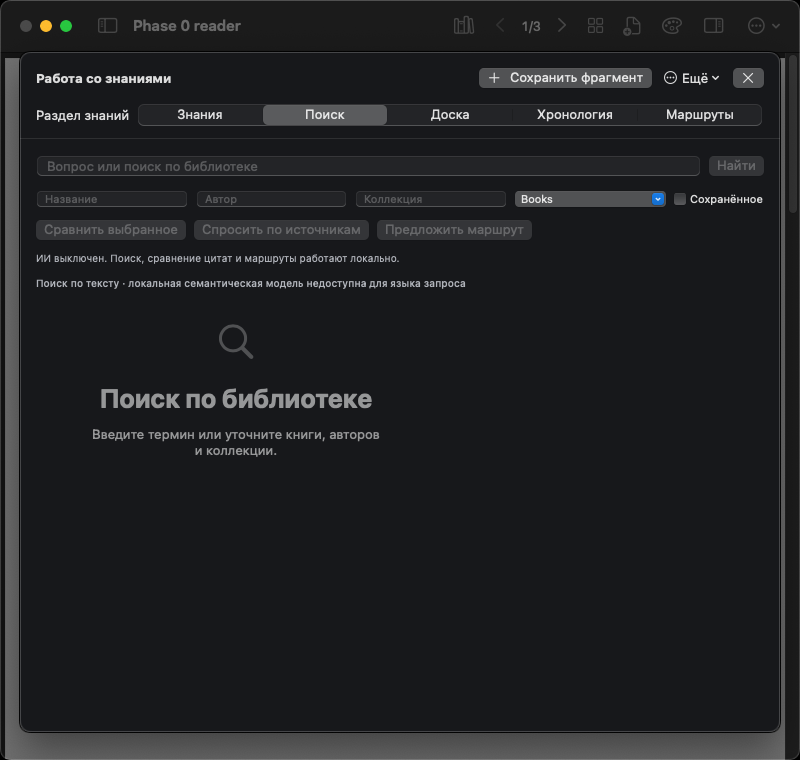 Phase 0 reader
1/3
Работа со знаниями
Сохранить фрагмент
Ещё
Раздел знаний
Знания
Поиск
Доска
Хронология
Маршруты
Вопрос или поиск по библиотеке
Найти
Название
Автор
Коллекция
Books
Сохранённое
Сравнить выбранное
Спросить по источникам
Предложить маршрут
ИИ выключен. Поиск, сравнение цитат и маршруты работают локально.
Поиск по тексту · локальная семантическая модель недоступна для языка запроса
Поиск по библиотеке
Введите термин или уточните книги, авторов
и коллекции.